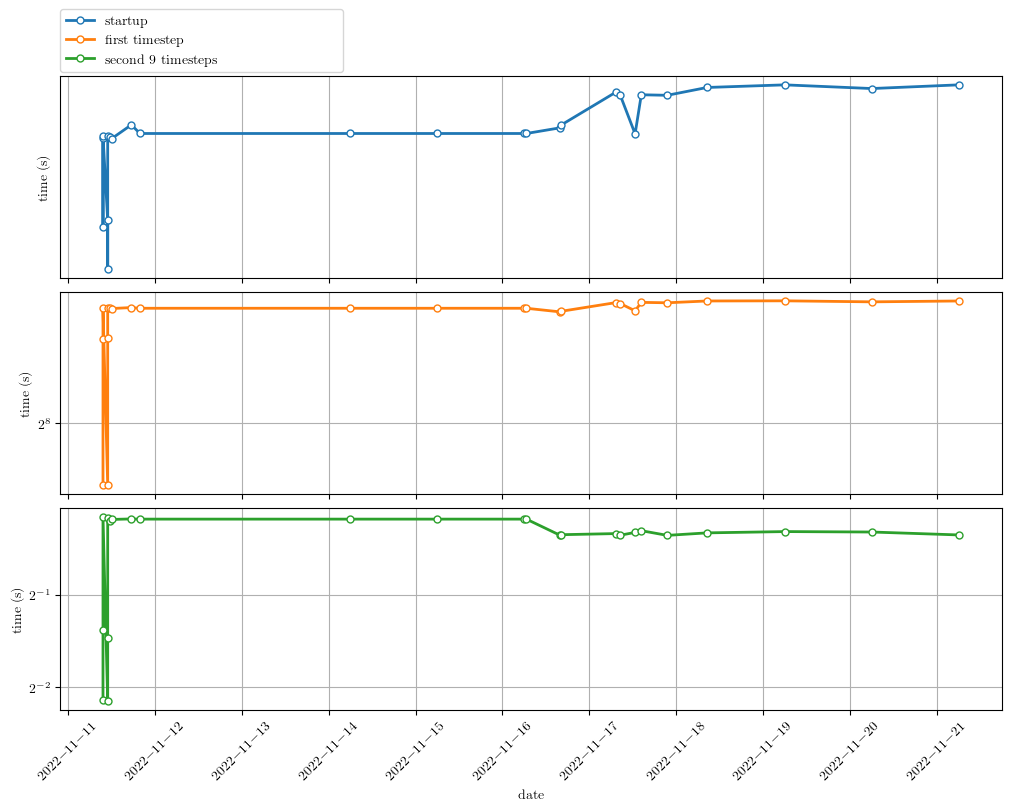 startup
first timestep
second 9 timesteps
time (s)
time (s)
2⁸
time (s)
2⁻¹
2⁻²
2022−11−11
2022−11−12
2022−11−13
2022−11−14
2022−11−15
2022−11−16
2022−11−17
2022−11−18
2022−11−19
2022−11−20
2022−11−21
date